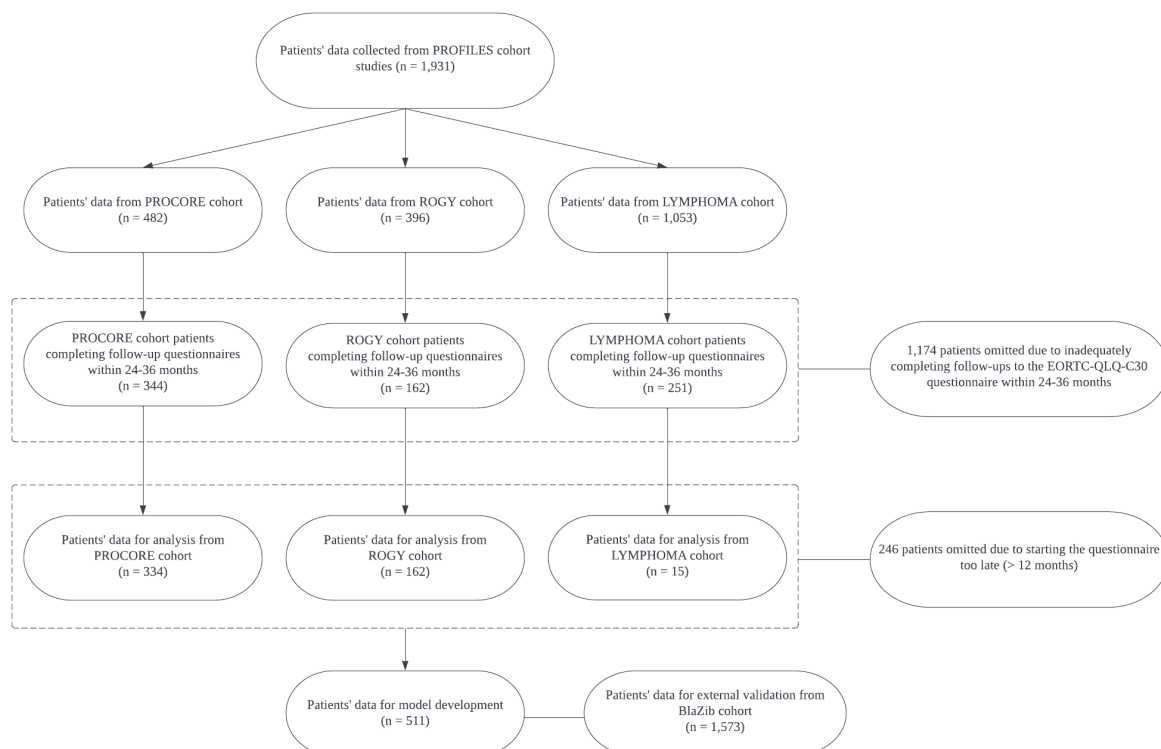 Patients' data collected from PROFILES cohort
studies (n = 1,931)
Patients' data from PROCORE cohort
(n = 482)
Patients' data from ROGY cohort
(n = 396)
Patients' data from LYMPHOMA cohort
(n = 1,053)
PROCORE cohort patients
completing follow-up questionnaires
within 24-36 months
(n = 344)
ROGY cohort patients
completing follow-up questionnaires
within 24-36 months
(n = 162)
LYMPHOMA cohort patients
completing follow-up questionnaires
within 24-36 months
(n = 251)
1,174 patients omitted due to inadequately
completing follow-ups to the EORTC-QLQ-C30
questionnaire within 24-36 months
Patients' data for analysis from
PROCORE cohort
(n = 334)
Patients' data for analysis from
ROGY cohort
(n = 162)
Patients' data for analysis from
LYMPHOMA cohort
(n = 15)
246 patients omitted due to starting the questionnaire
too late (> 12 months)
Patients' data for model development
(n = 511)
Patients' data for external validation from
BlaZib cohort
(n = 1,573)